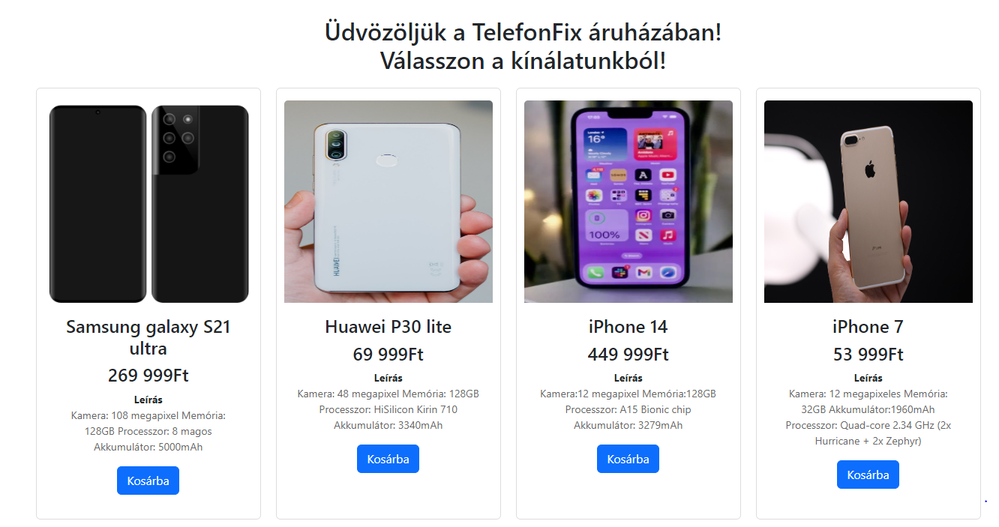 Üdvözöljük a TelefonFix áruházában!
Válasszon a kínálatunkból!
Samsung galaxy S21
ultra
269 999Ft
Leírás
Kamera: 108 megapixel Memória:
128GB Processzor: 8 magos
Akkumulátor: 5000mAh
Kosárba
HUAWEI
Huawei P30 lite
69 999Ft
Leírás
Kamera: 48 megapixel Memória: 128GB
Processzor: HiSilicon Kirin 710
Akkumulátor: 3340mAh
Kosárba
16°
100%
iPhone 14
449 999Ft
Leírás
Kamera:12 megapixel Memória:128GB
Processzor: A15 Bionic chip
Akkumulátor: 3279mAh
Kosárba
iPhone 7
53 999Ft
Leírás
Kamera: 12 megapixeles Memória:
32GB Akkumulátor:1960mAh
Processzor: Quad-core 2.34 GHz (2x
Hurricane + 2x Zephyr)
Kosárba